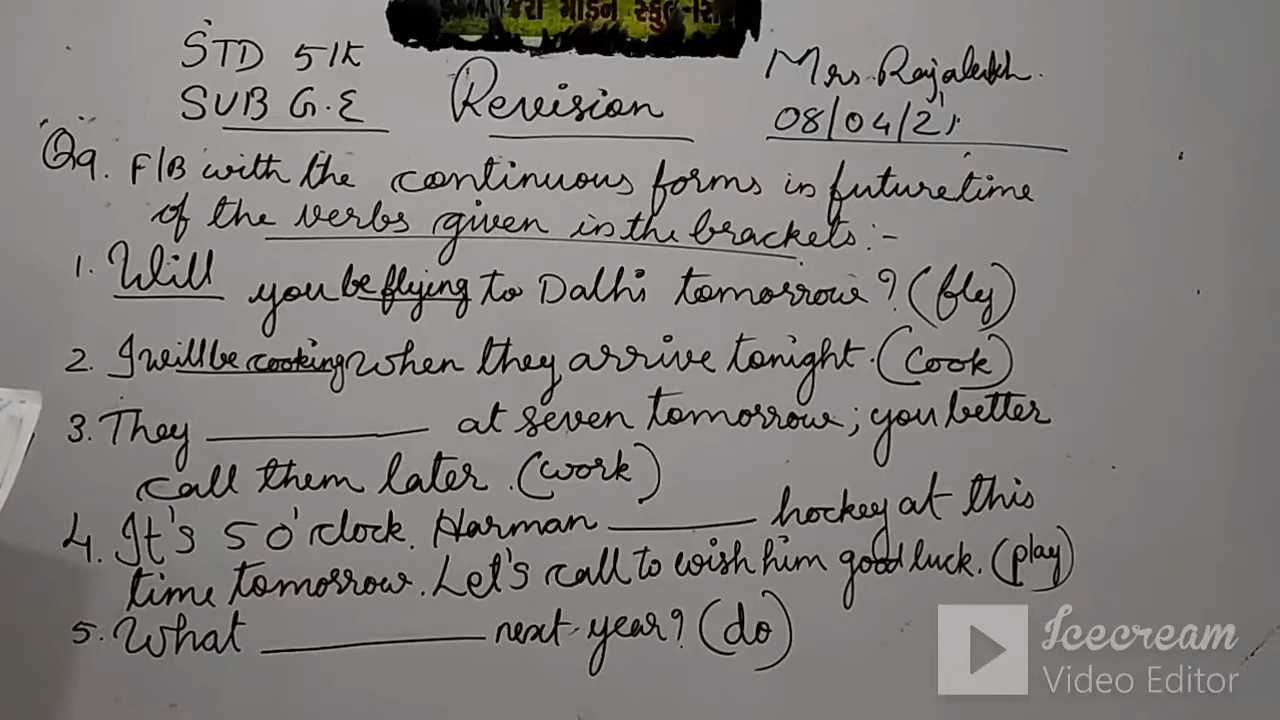 મોડર્ન સ્કુલ-સિ
STD 5/K
SUB G.E
Revision
Mrs. Rajalukh.
08/04/21
Q9. F/B with the continuous forms in future time
of the verbs given in the brackets:-
1. Will you be flying to Dalhi tomorrow? (fly)
2. I will be cooking when they arrive tonight. (Cook)
3. They ________ at seven tomorrow; you better
call them later. (work)
4. It's 5 o'clock. Harman ________ hockey at this
time tomorrow. Let's call to wish him good luck. (play)
5. What ________ next year? (do)
Icecream
Video Editor